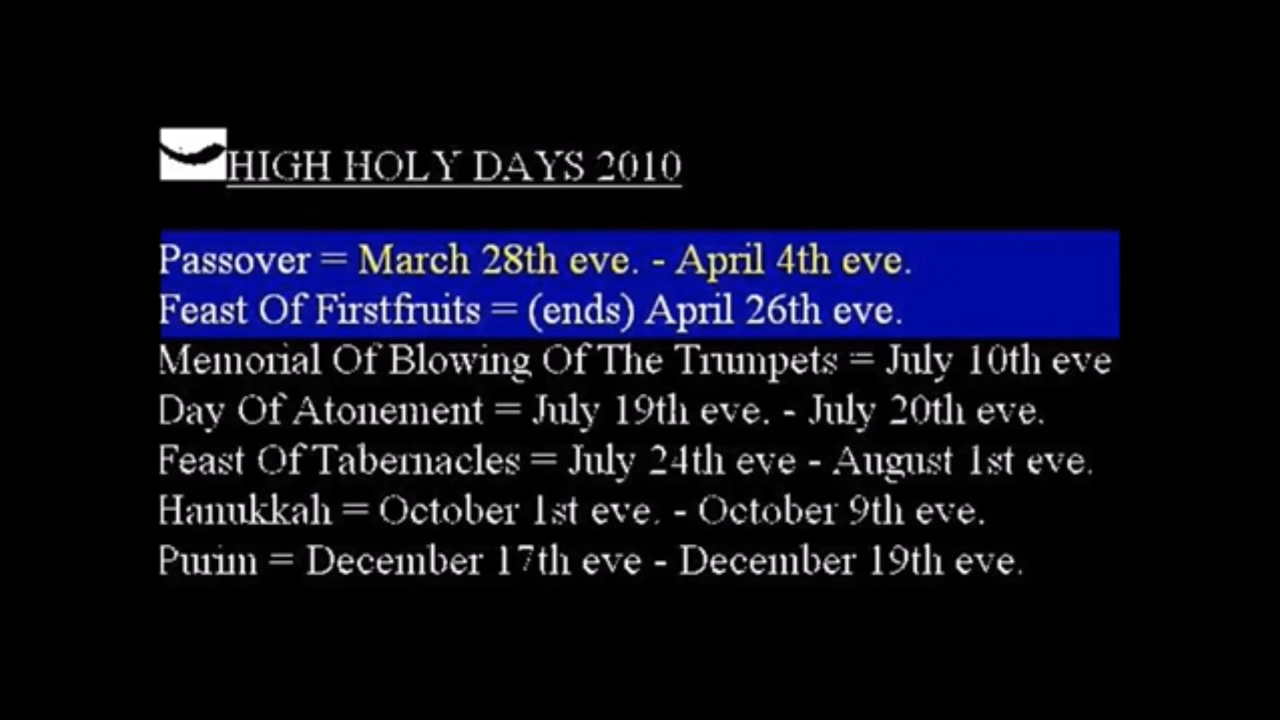 HIGH HOLY DAYS 2010
Passover = March 28th eve. - April 4th eve.
Feast Of Firstfruits = (ends) April 26th eve.
Memorial Of Blowing Of The Trumpets = July 10th eve
Day Of Atonement = July 19th eve. - July 20th eve.
Feast Of Tabernacles = July 24th eve - August 1st eve.
Hanukkah = October 1st eve. - October 9th eve.
Purim = December 17th eve - December 19th eve.